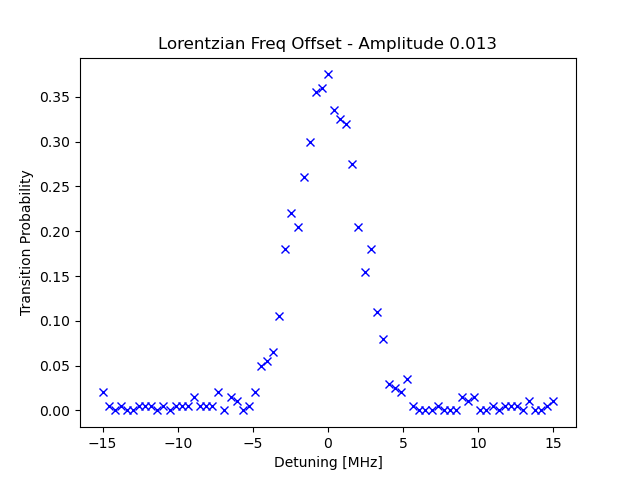 Lorentzian Freq Offset - Amplitude 0.013
Transition Probability
0.35
0.30
0.25
0.20
0.15
0.10
0.05
0.00
−15 −10 −5 0 5 10 15
Detuning [MHz]